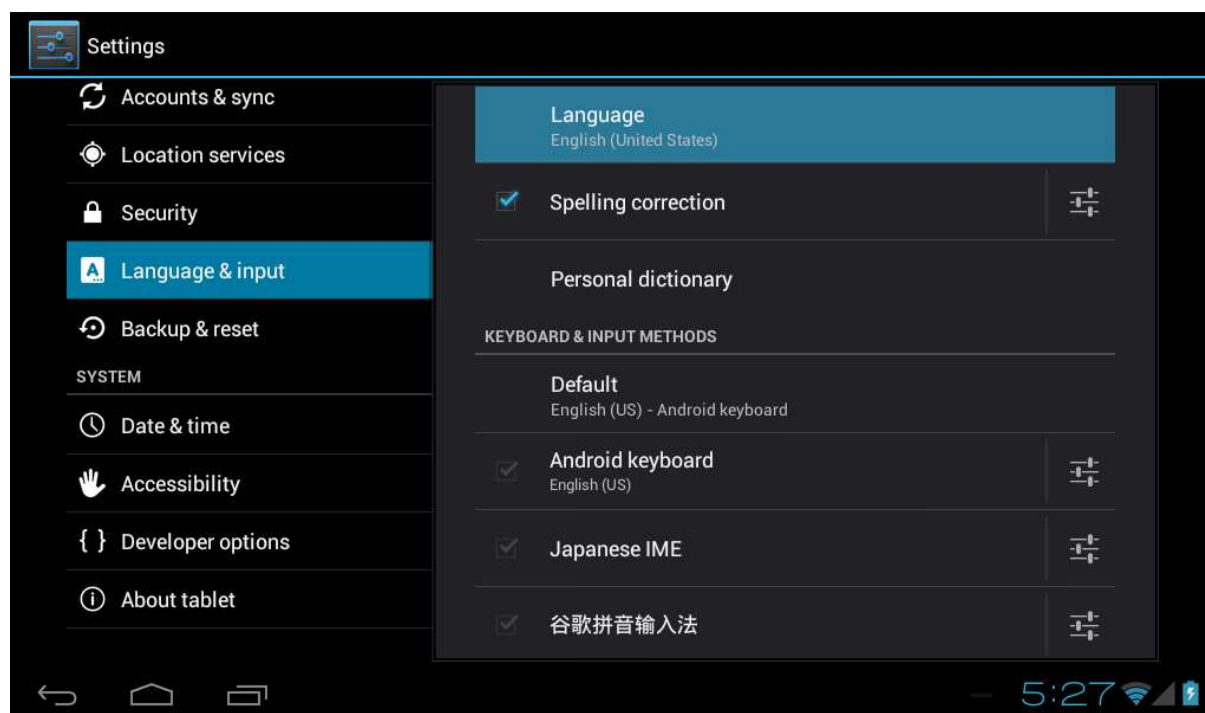 Settings
Accounts & sync
Location services
Security
Language & input
Backup & reset
SYSTEM
Date & time
Accessibility
Developer options
About tablet
Language
English (United States)
Spelling correction
Personal dictionary
KEYBOARD & INPUT METHODS
Default
English (US) - Android keyboard
Android keyboard
English (US)
Japanese IME
谷歌拼音输入法
5:27